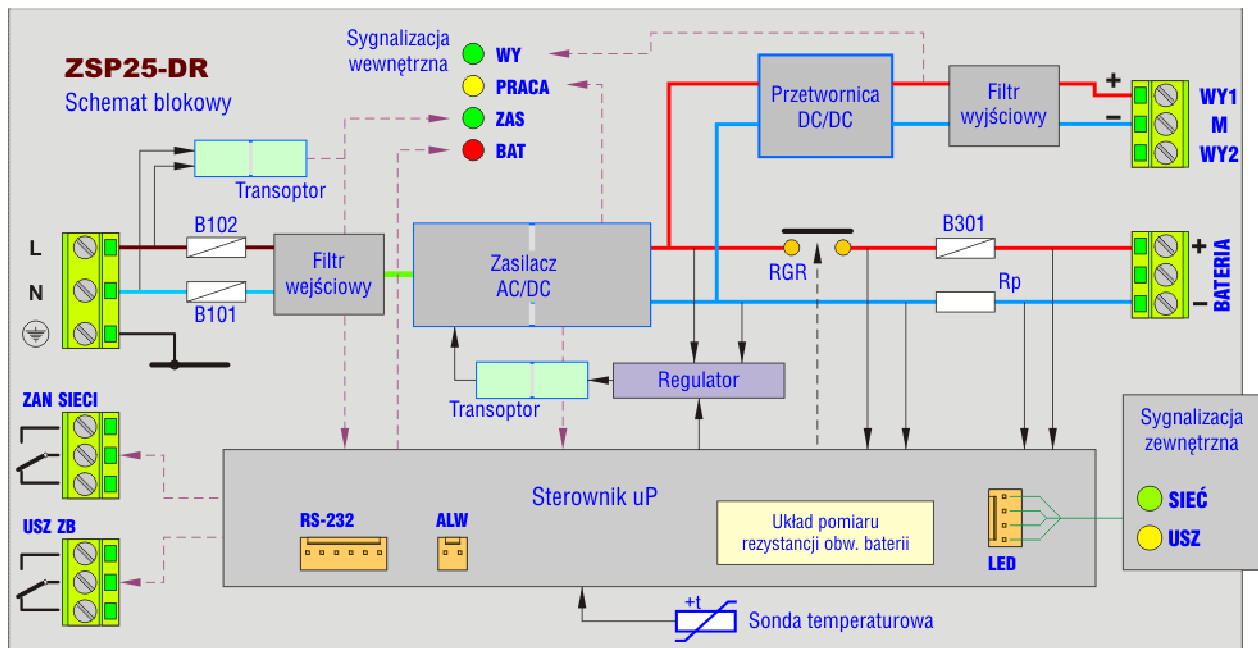 ZSP25-DR
Schemat blokowy
Sygnalizacja
wewnętrzna
WY
PRACA
ZAS
BAT
Przetwornica
DC/DC
Filtr
wyjściowy
+
–
WY1
M
WY2
Transoptor
L
N
B102
B101
Filtr
wejściowy
Zasilacz
AC/DC
RGR
B301
Rp
+
–
BATERIA
Transoptor
Regulator
ZAN SIECI
USZ ZB
Sterownik uP
RS-232
ALW
Układ pomiaru
rezystancji obw. baterii
LED
Sygnalizacja
zewnętrzna
SIEĆ
USZ
+t
Sonda temperaturowa